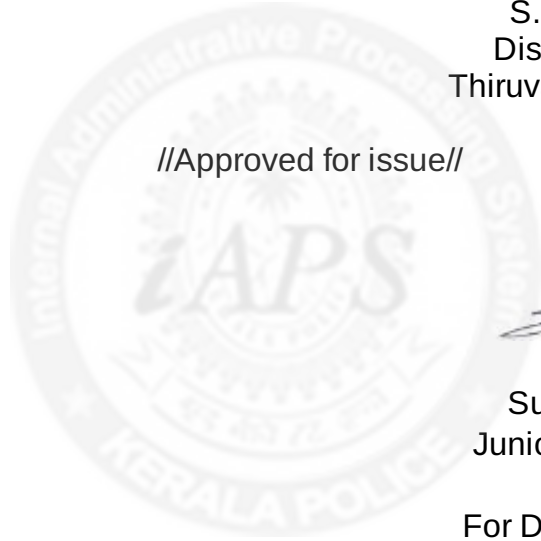 S.
Dis
Thiruv
//Approved for issue//
Internal Administrative Processing System
iAPS
Su
Junio
KERALA POLICE
For D